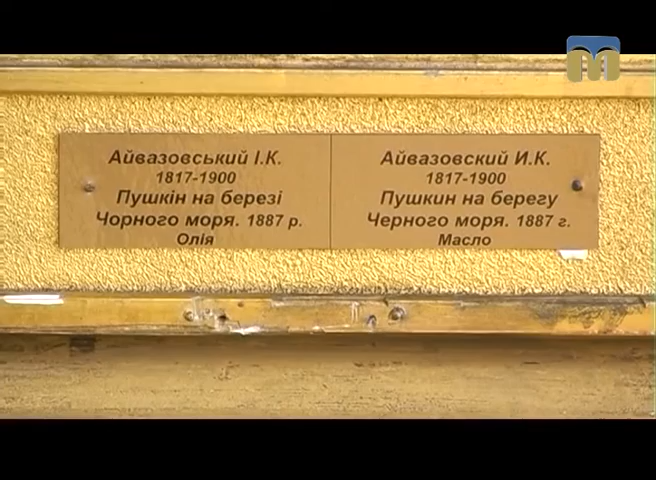 Айвазовський І.К.
1817-1900
Пушкін на березі
Чорного моря. 1887 р.
Олія
Айвазовский И.К.
1817-1900
Пушкин на берегу
Черного моря. 1887 г.
Масло